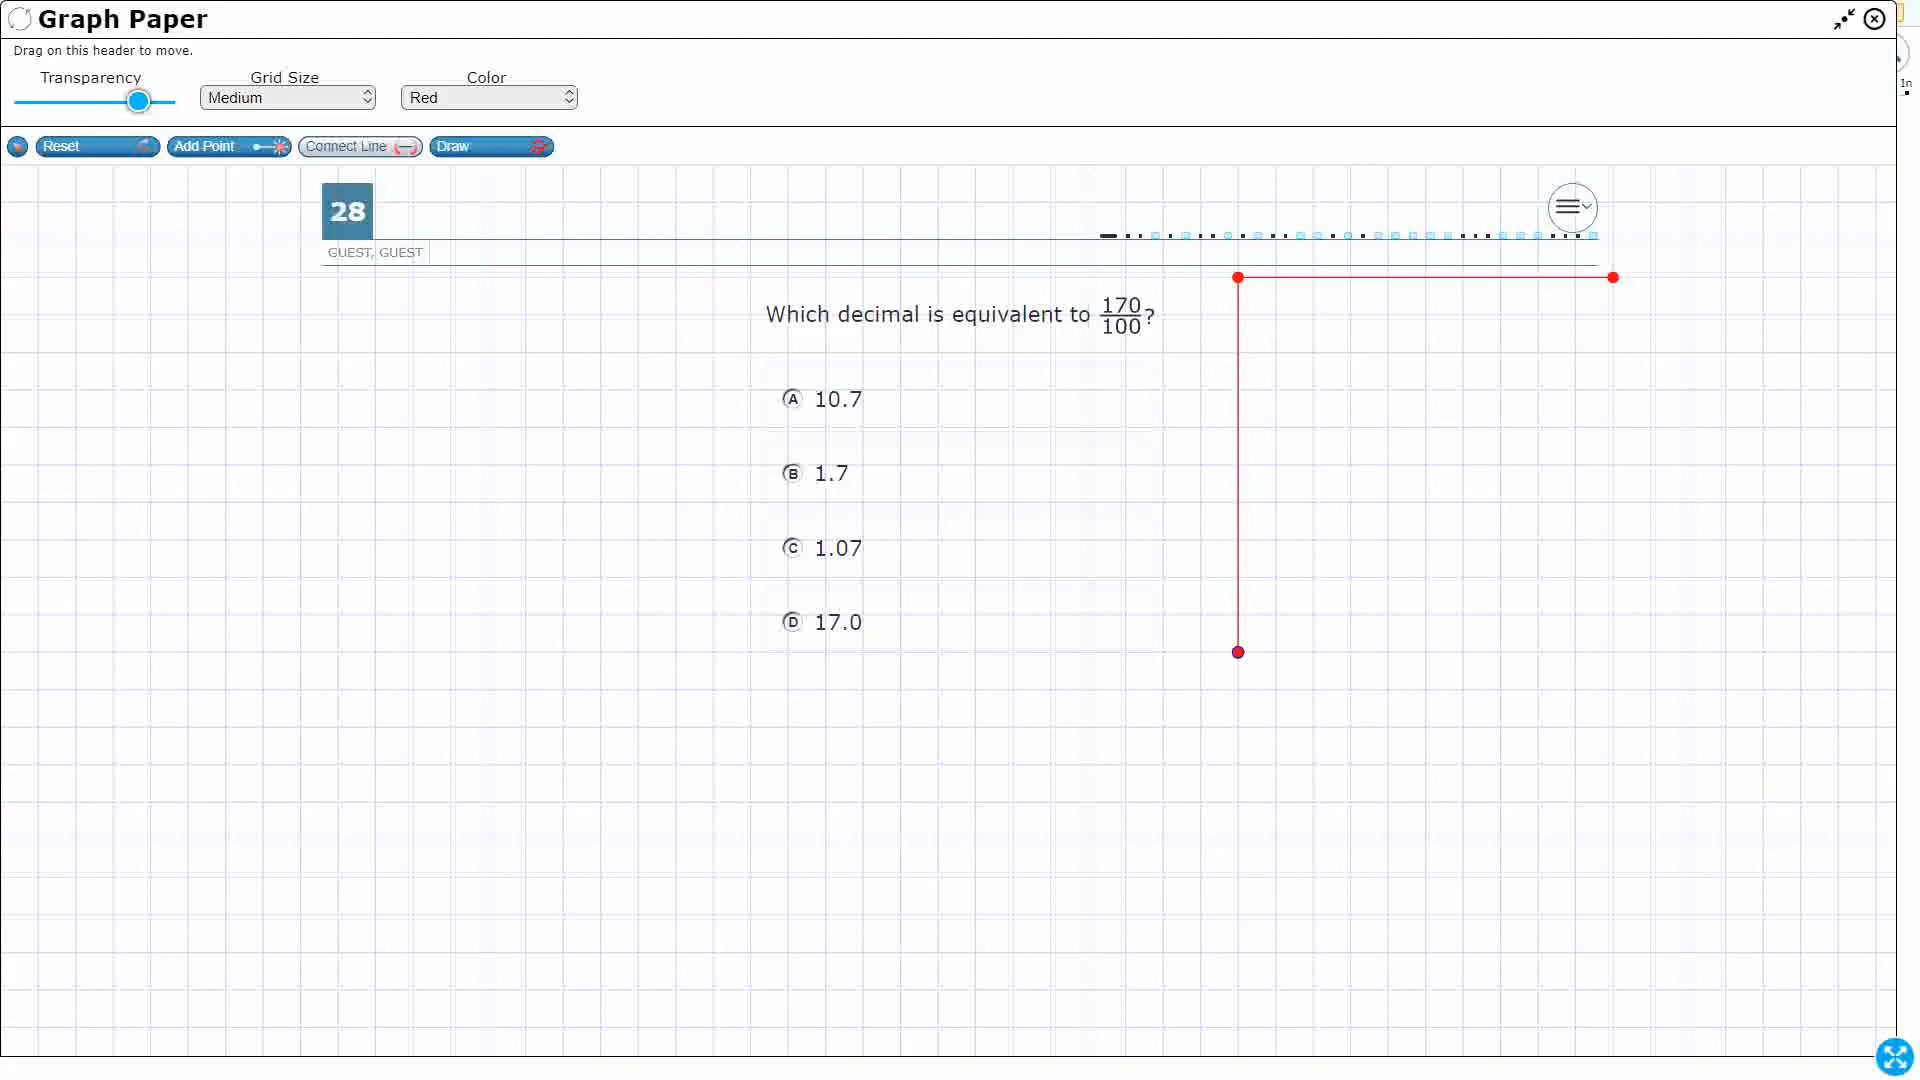 Graph Paper
Drag on this header to move.
Transparency Grid Size Color
Medium Red
Reset Add Point Connect Line Draw
28
GUEST, GUEST
Which decimal is equivalent to 170/100?
A 10.7
B 1.7
C 1.07
D 17.0